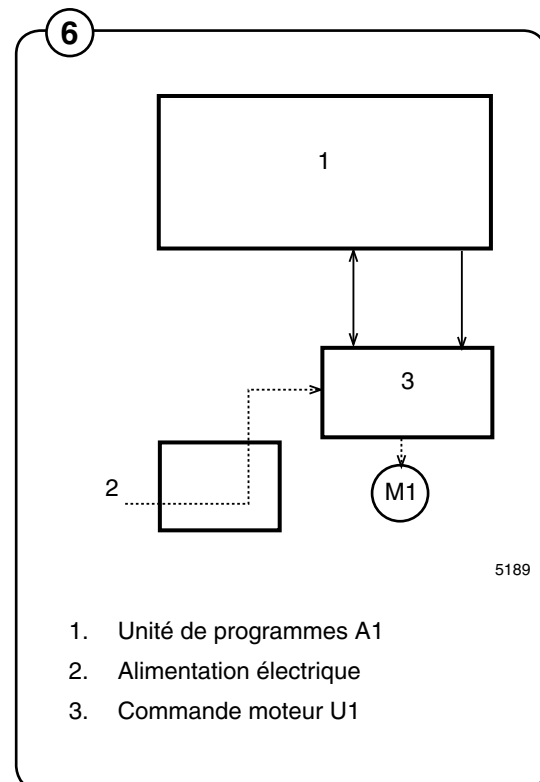 6
1
3
2
M1
5189
1. Unité de programmes A1
2. Alimentation électrique
3. Commande moteur U1